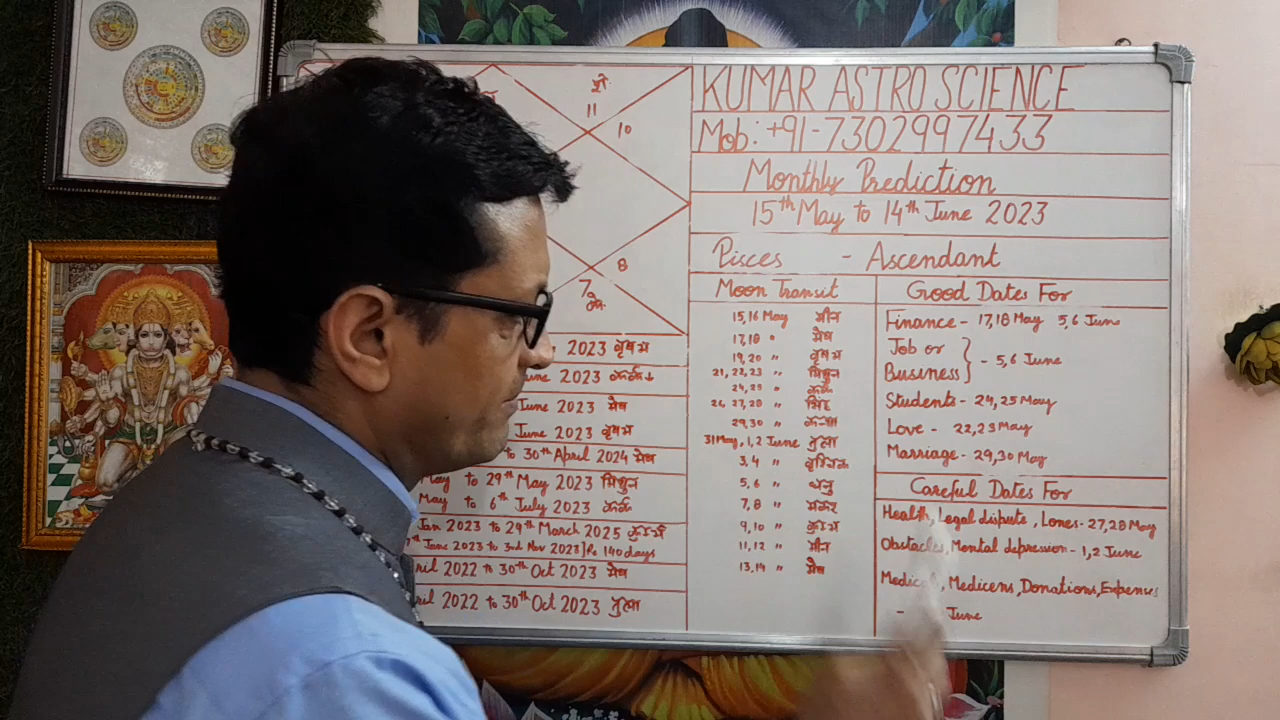 11
10
8
7
KUMAR ASTRO SCIENCE
Mob: +91-7302997433
Monthly Prediction
15th May to 14th June 2023
Pisces - Ascendant
2023 वृषभ
June 2023 कर्क
June 2023 मेष
June 2023 वृषभ
to 30th April 2024 मेष
May to 29th May 2023 मिथुन
May to 6th July 2023 कर्क
Jan 2023 to 29th March 2025 कुंभ
June 2023 to 3rd Nov 2023] Re 140 days
2022 to 30th Oct 2023 मेष
2022 to 30th Oct 2023 तुला
Moon Transit
15,16 May मीन
17,18 " मेष
19,20 " वृषभ
21,22,23 " मिथुन
24,25 " कर्क
26,27,28 " सिंह
29,30 " कन्या
31 May,1,2 June तुला
3,4 " वृश्चिक
5,6 " धनु
7,8 " मकर
9,10 " कुंभ
11,12 " मीन
13,14 " मेष
Good Dates For
Finance - 17,18 May 5,6 June
Job or
Business } - 5,6 June
Students - 24,25 May
Love - 22,23 May
Marriage - 29,30 May
Careful Dates For
Health, Legal dispute, Lones - 27,28 May
Obstacles, Mental depression - 1,2 June
Medical, Medicens, Donations, Expenses
- June